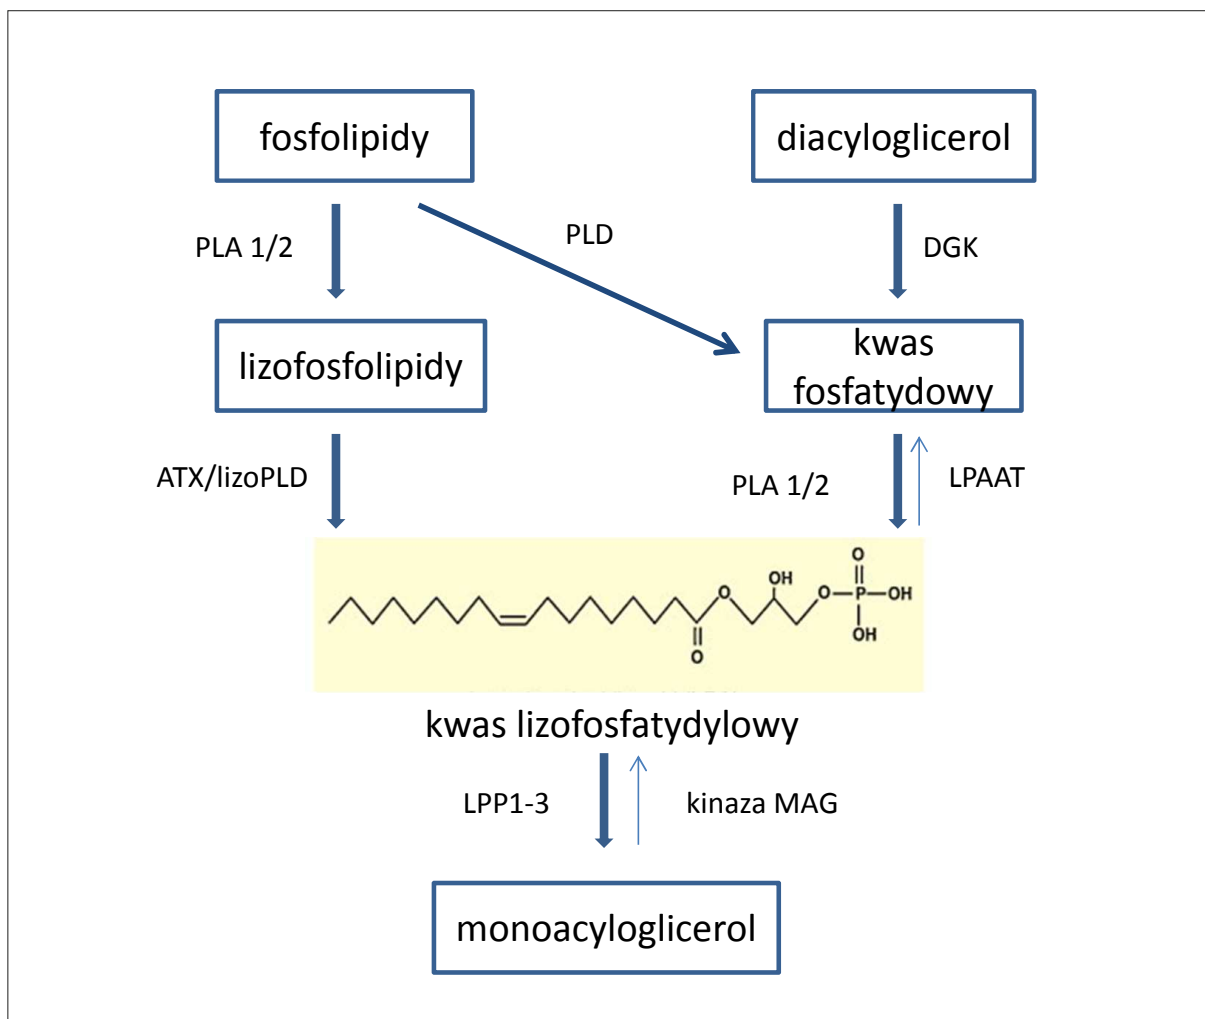 fosfolipidy
diacyloglicerol
PLA 1/2
PLD
DGK
lizofosfolipidy
kwas
fosfatydowy
ATX/lizoPLD
PLA 1/2
LPAAT
O
OH
O
O
P
OH
OH
O
kwas lizofosfatydylowy
LPP1-3
kinaza MAG
monoacyloglicerol